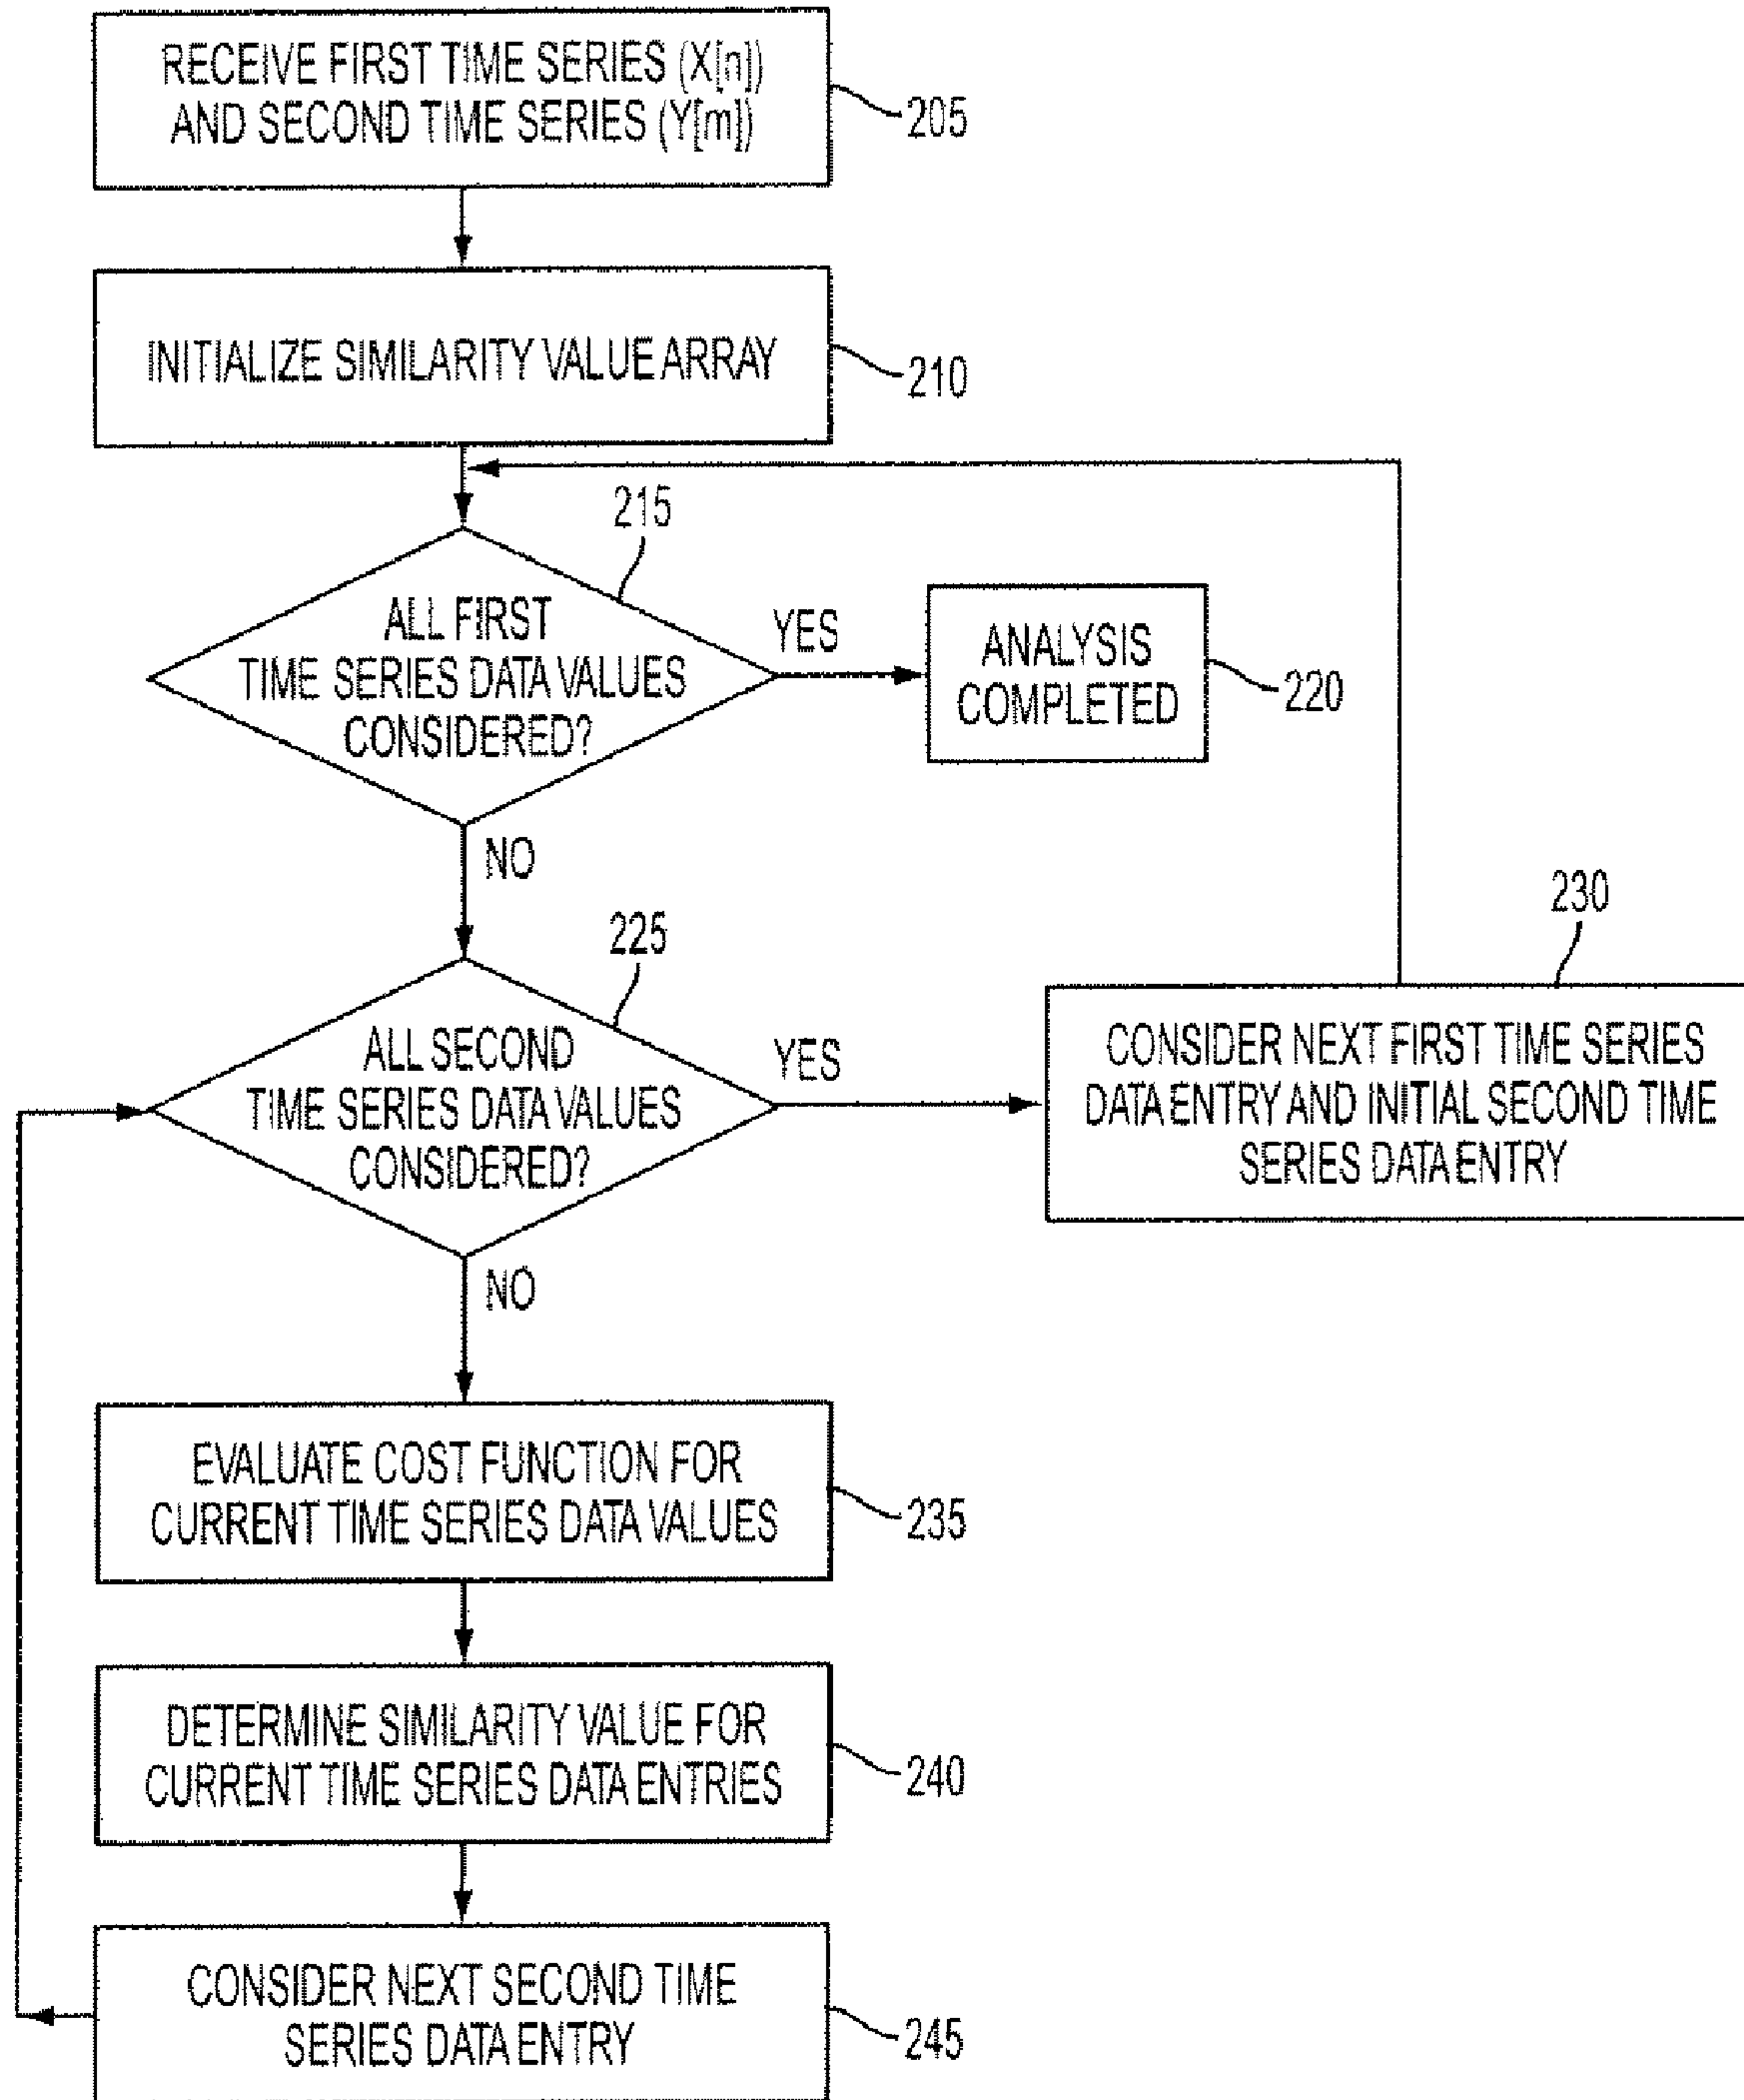 RECEIVE FIRST TIME SERIES (X[n])
AND SECOND TIME SERIES (Y[m])
205
INITIALIZE SIMILARITY VALUE ARRAY
210
215
ALL FIRST
TIME SERIES DATA VALUES
CONSIDERED?
YES
ANALYSIS
COMPLETED
220
NO
225
ALL SECOND
TIME SERIES DATA VALUES
CONSIDERED?
YES
230
CONSIDER NEXT FIRST TIME SERIES
DATA ENTRY AND INITIAL SECOND TIME
SERIES DATA ENTRY
NO
EVALUATE COST FUNCTION FOR
CURRENT TIME SERIES DATA VALUES
235
DETERMINE SIMILARITY VALUE FOR
CURRENT TIME SERIES DATA ENTRIES
240
CONSIDER NEXT SECOND TIME
SERIES DATA ENTRY
245